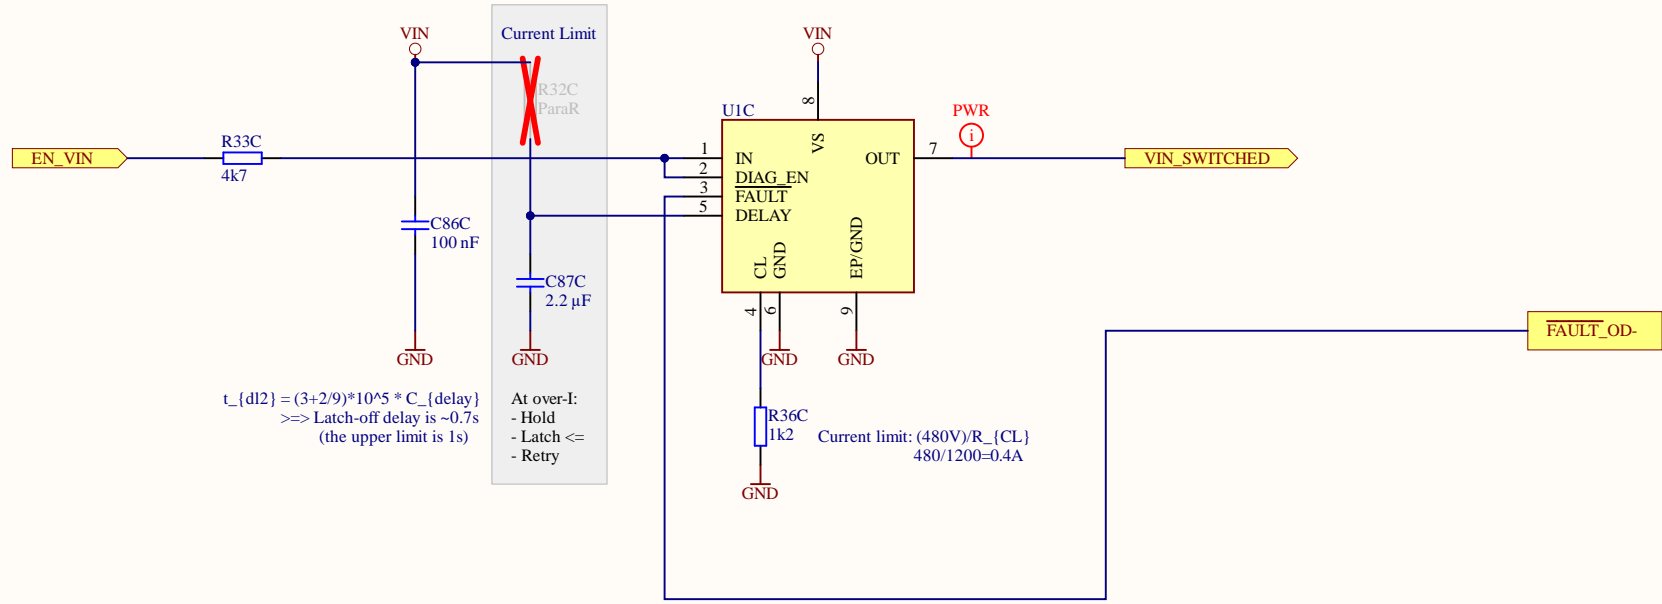 VIN
Current Limit
VIN
R32C
ParaR
8
U1C
PWR
i
R33C
EN_VIN
4k7
1
IN
VS
OUT
7
VIN_SWITCHED
2
DIAG_EN
3
FAULT
5
DELAY
C86C
100 nF
CL
GND
EP/GND
C87C
2.2 µF
4
6
9
FAULT_OD-
GND
GND
GND
GND
t_{dl2} = (3+2/9)*10^5 * C_{delay}
>=> Latch-off delay is ~0.7s
(the upper limit is 1s)
At over-I:
- Hold
- Latch <=
- Retry
R36C
1k2
Current limit: (480V)/R_{CL}
480/1200=0.4A
GND